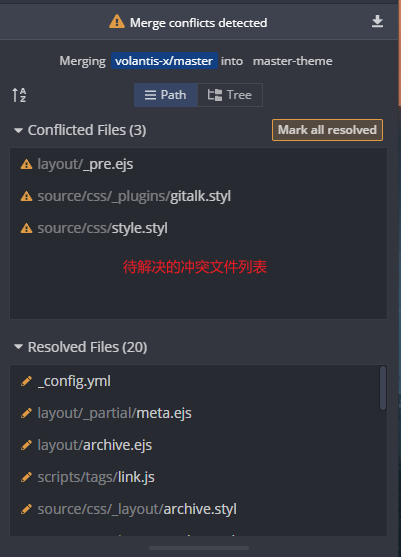 Merge conflicts detected
Merging volantis-x/master into master-theme
Path Tree
Conflicted Files (3) Mark all resolved
layout/_pre.ejs
source/css/_plugins/gitalk.styl
source/css/style.styl
待解决的冲突文件列表
Resolved Files (20)
_config.yml
layout/_partial/meta.ejs
layout/archive.ejs
scripts/tags/link.js
source/css/_layout/archive.styl